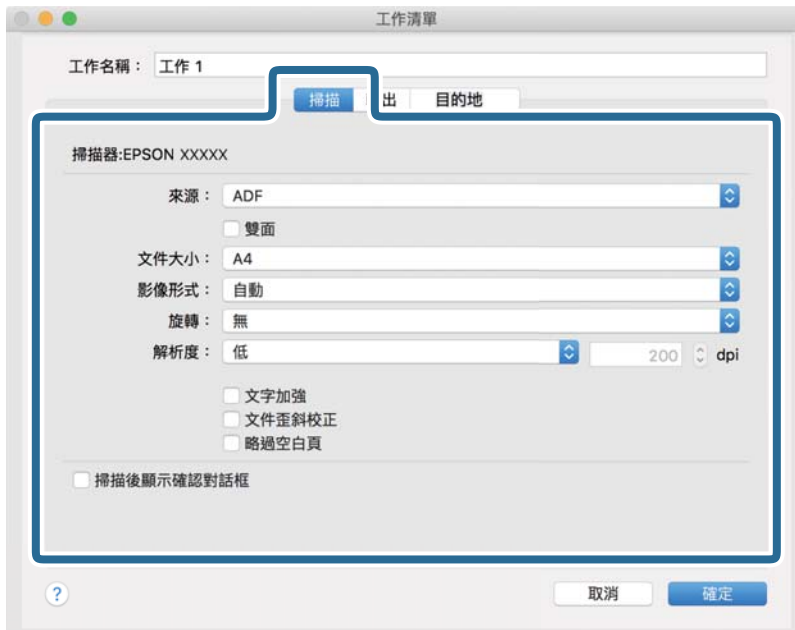 工作清單
工作名稱： 工作 1
掃描 出 目的地
掃描器:EPSON XXXXX
來源： ADF
雙面
文件大小： A4
影像形式： 自動
旋轉： 無
解析度： 低 200 dpi
文字加強
文件歪斜校正
略過空白頁
掃描後顯示確認對話框
? 取消 確定